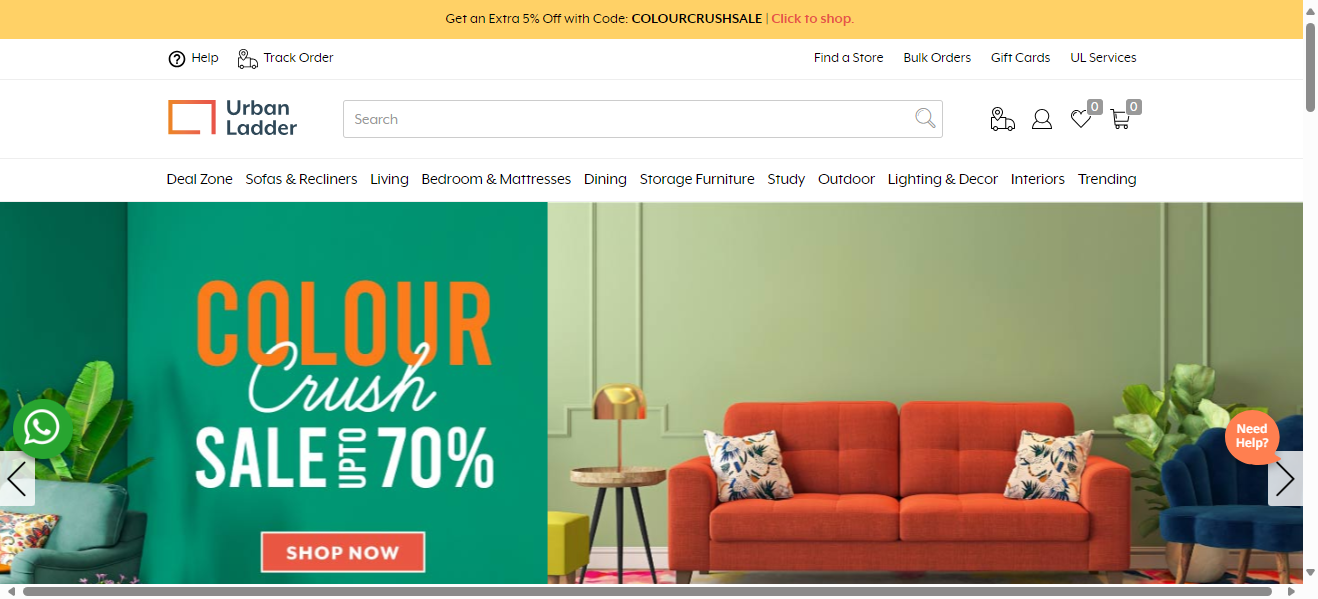 Get an Extra 5% Off with Code: COLOURCRUSHSALE | Click to shop.
Help
Track Order
Find a Store
Bulk Orders
Gift Cards
UL Services
Urban
Ladder
Search
0
0
Deal Zone
Sofas & Recliners
Living
Bedroom & Mattresses
Dining
Storage Furniture
Study
Outdoor
Lighting & Decor
Interiors
Trending
COLOUR
Crush
SALE UPTO 70%
SHOP NOW
Need
Help?